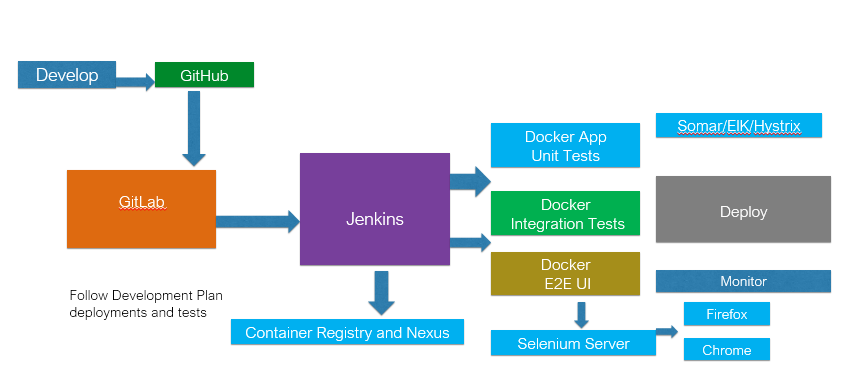 Develop
GitHub
GitLab
Jenkins
Docker App
Unit Tests
Docker
Integration Tests
Docker
E2E UI
Somar/ElK/Hystrix
Deploy
Monitor
Follow Development Plan
deployments and tests
Container Registry and Nexus
Selenium Server
Firefox
Chrome